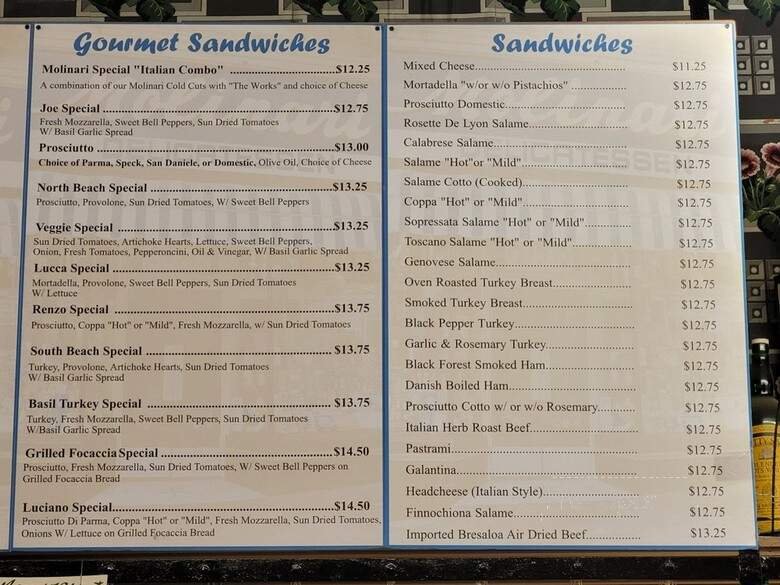 Gourmet Sandwiches
Molinari Special "Italian Combo" ........................$12.25
A combination of our Molinari Cold Cuts with "The Works" and choice of Cheese
Joe Special ..................................................$12.75
Fresh Mozzarella, Sweet Bell Peppers, Sun Dried Tomatoes
W/ Basil Garlic Spread
Prosciutto ..................................................$13.00
Choice of Parma, Speck, San Daniele, or Domestic, Olive Oil, Choice of Cheese
North Beach Special ........................................$13.25
Prosciutto, Provolone, Sun Dried Tomatoes, W/ Sweet Bell Peppers
Veggie Special ..............................................$13.25
Sun Dried Tomatoes, Artichoke Hearts, Lettuce, Sweet Bell Peppers,
Onion, Fresh Tomatoes, Pepperoncini, Oil & Vinegar, W/ Basil Garlic Spread
Lucca Special ................................................$13.25
Mortadella, Provolone, Sweet Bell Peppers, Sun Dried Tomatoes
W/ Lettuce
Renzo Special ................................................$13.75
Prosciutto, Coppa "Hot" or "Mild", Fresh Mozzarella, w/ Sun Dried Tomatoes
South Beach Special ........................................$13.75
Turkey, Provolone, Artichoke Hearts, Sun Dried Tomatoes
W/ Basil Garlic Spread
Basil Turkey Special ........................................$13.75
Turkey, Fresh Mozzarella, Sweet Bell Peppers, Sun Dried Tomatoes
W/Basil Garlic Spread
Grilled Focaccia Special ....................................$14.50
Prosciutto, Fresh Mozzarella, Sun Dried Tomatoes, W/ Sweet Bell Peppers on
Grilled Focaccia Bread
Luciano Special..............................................$14.50
Prosciutto Di Parma, Coppa "Hot" or "Mild", Fresh Mozzarella, Sun Dried Tomatoes,
Onions W/ Lettuce on Grilled Focaccia Bread
Sandwiches
Mixed Cheese........................................ $11.25
Mortadella "w/or w/o Pistachios" ............... $12.75
Prosciutto Domestic................................ $12.75
Rosette De Lyon Salame............................ $12.75
Calabrese Salame.................................... $12.75
Salame "Hot"or "Mild".............................. $12.75
Salame Cotto (Cooked).............................. $12.75
Coppa "Hot" or "Mild".............................. $12.75
Sopressata Salame "Hot" or "Mild"............ $12.75
Toscano Salame "Hot" or "Mild"................ $12.75
Genovese Salame.................................... $12.75
Oven Roasted Turkey Breast...................... $12.75
Smoked Turkey Breast.............................. $12.75
Black Pepper Turkey................................ $12.75
Garlic & Rosemary Turkey........................ $12.75
Black Forest Smoked Ham.......................... $12.75
Danish Boiled Ham.................................. $12.75
Prosciutto Cotto w/ or w/o Rosemary.......... $12.75
Italian Herb Roast Beef............................ $12.75
Pastrami.............................................. $12.75
Galantina............................................ $12.75
Headcheese (Italian Style)........................ $12.75
Finnochiona Salame................................ $12.75
Imported Bresaloa Air Dried Beef.............. $13.25